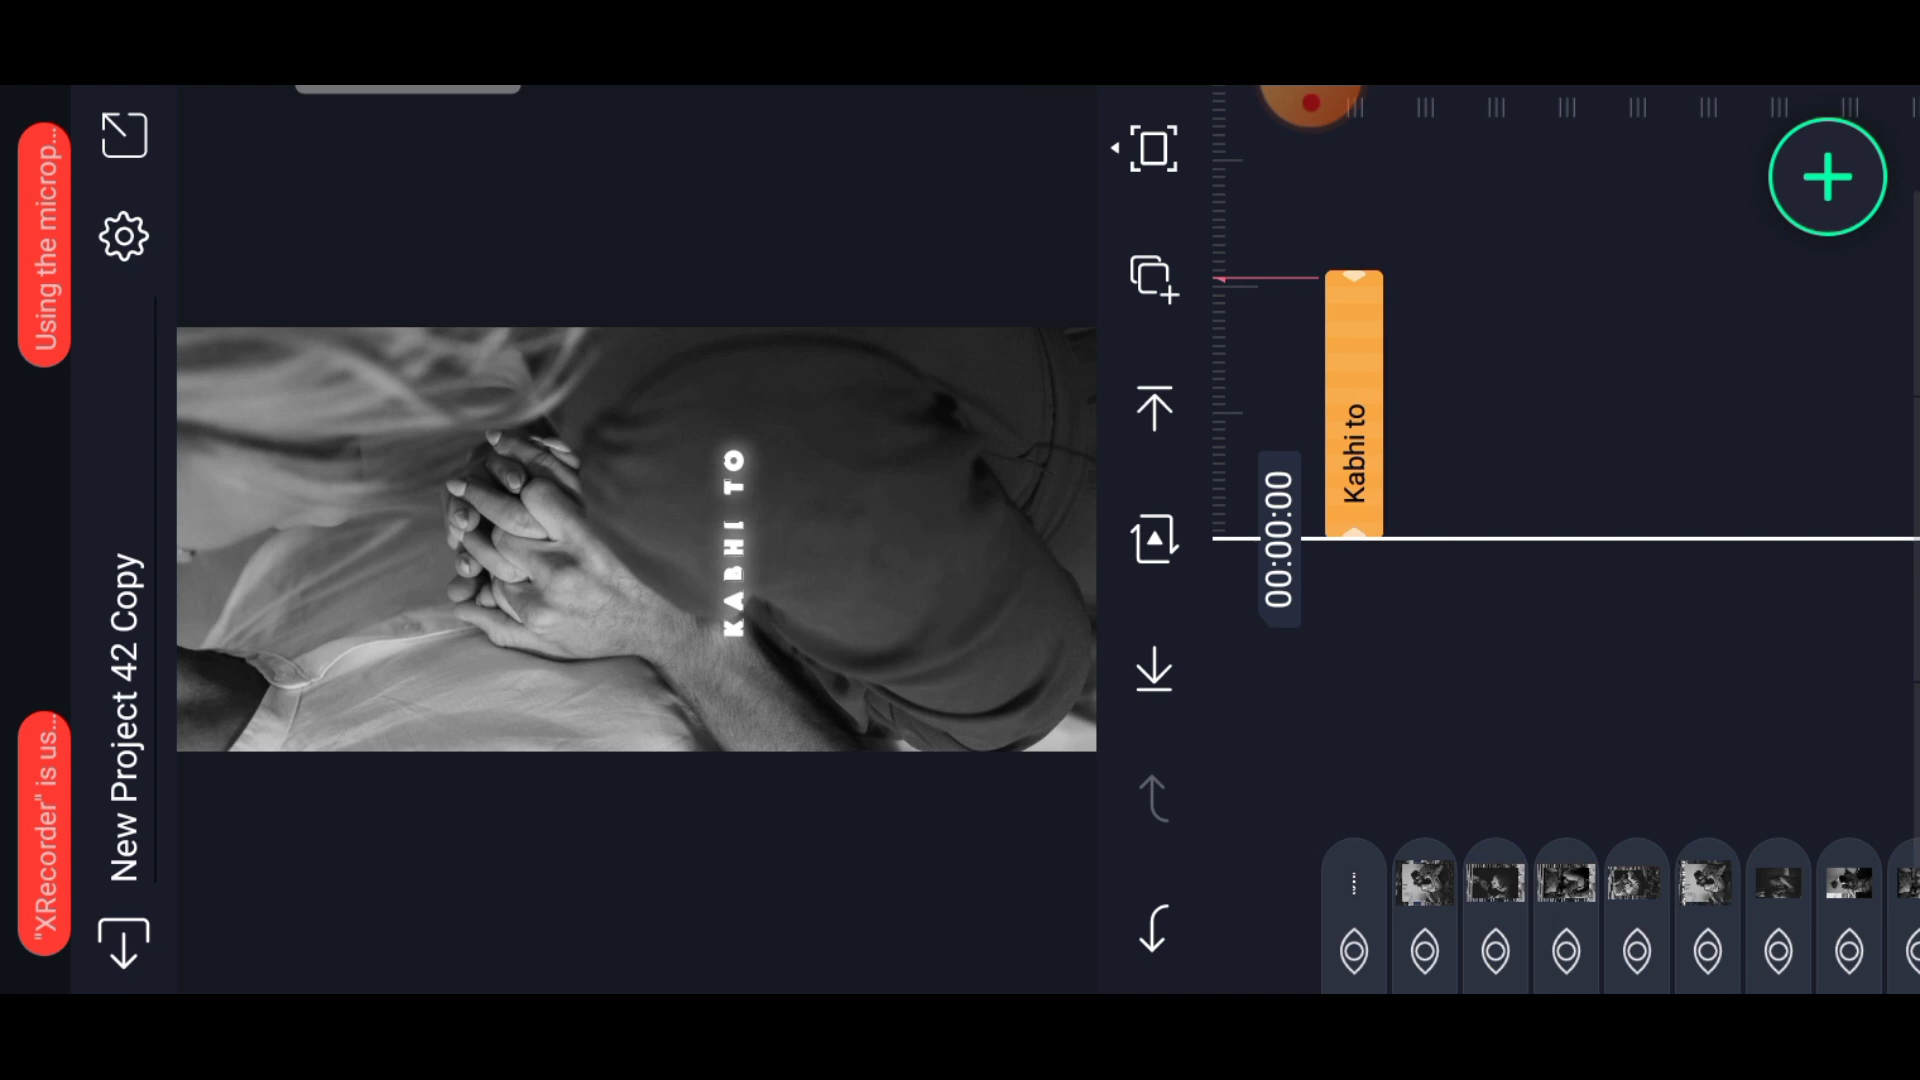 "XRecorder" is us...
Using the microp...
New Project 42 Copy
KABHI TO
00:00:00
Kabhi to